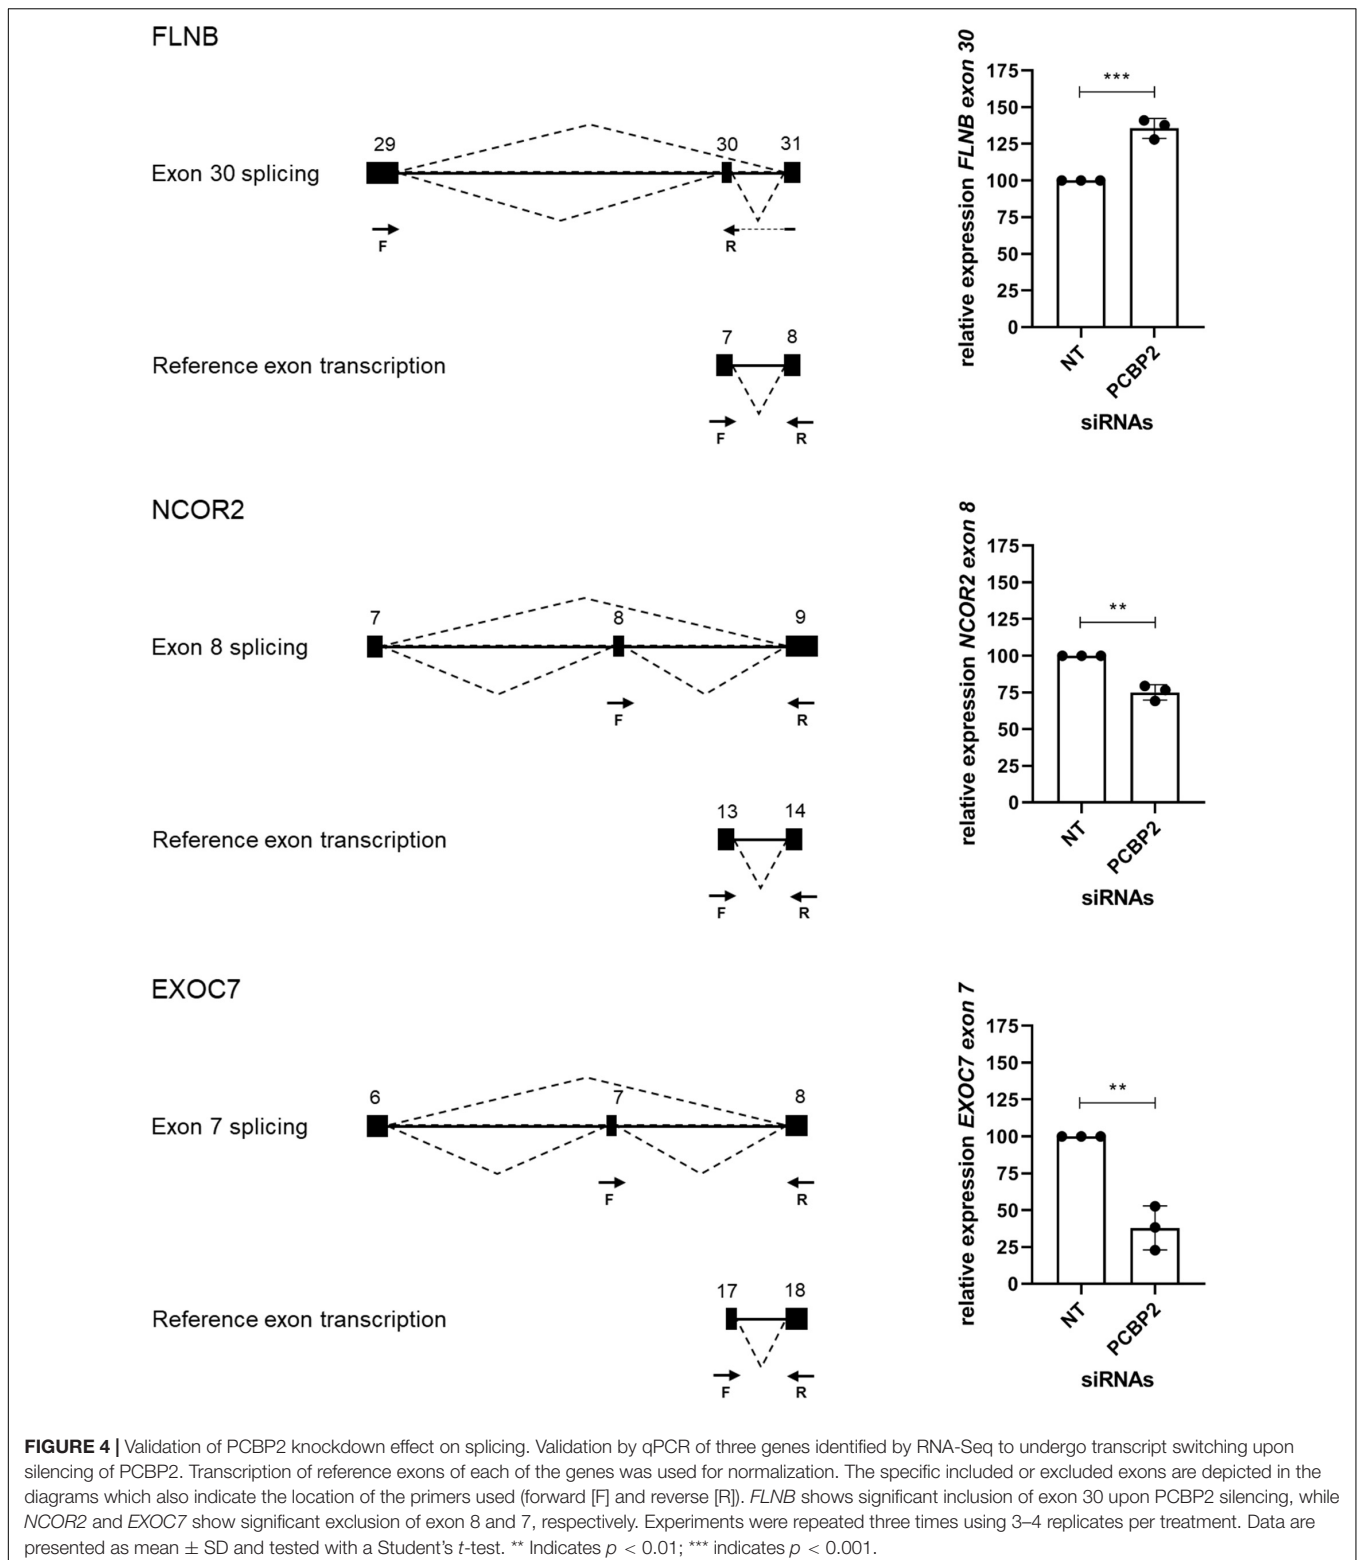 FLNB
Exon 30 splicing
29
30
31
F
R
Reference exon transcription
7
8
F
R
relative expression FLNB exon 30
175
150
125
100
75
50
25
0
***
NT
PCBP2
siRNAs
NCOR2
Exon 8 splicing
7
8
9
F
R
Reference exon transcription
13
14
F
R
relative expression NCOR2 exon 8
175
150
125
100
75
50
25
0
**
NT
PCBP2
siRNAs
EXOC7
Exon 7 splicing
6
7
8
F
R
Reference exon transcription
17
18
F
R
relative expression EXOC7 exon 7
175
150
125
100
75
50
25
0
**
NT
PCBP2
siRNAs
FIGURE 4 | Validation of PCBP2 knockdown effect on splicing. Validation by qPCR of three genes identified by RNA-Seq to undergo transcript switching upon
silencing of PCBP2. Transcription of reference exons of each of the genes was used for normalization. The specific included or excluded exons are depicted in the
diagrams which also indicate the location of the primers used (forward [F] and reverse [R]). FLNB shows significant inclusion of exon 30 upon PCBP2 silencing, while
NCOR2 and EXOC7 show significant exclusion of exon 8 and 7, respectively. Experiments were repeated three times using 3–4 replicates per treatment. Data are
presented as mean ± SD and tested with a Student's t-test. ** Indicates p < 0.01; *** indicates p < 0.001.